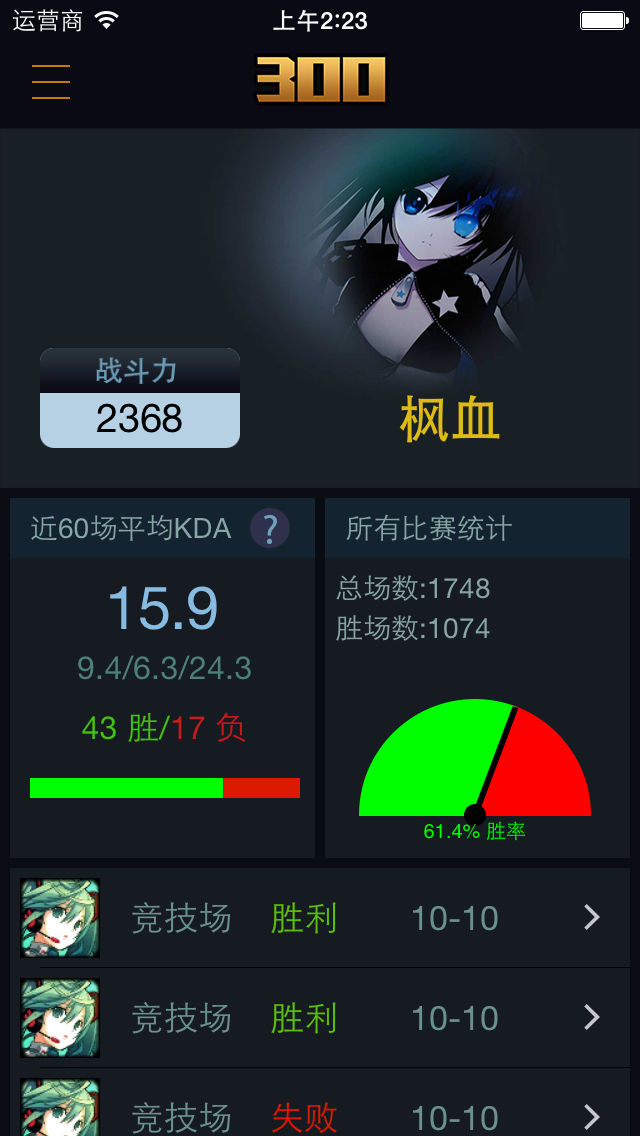 运营商 上午2:23
300
战斗力
2368
枫血
近60场平均KDA ?
15.9
9.4/6.3/24.3
43 胜/17 负
所有比赛统计
总场数:1748
胜场数:1074
61.4% 胜率
竞技场 胜利 10-10
竞技场 胜利 10-10
竞技场 失败 10-10